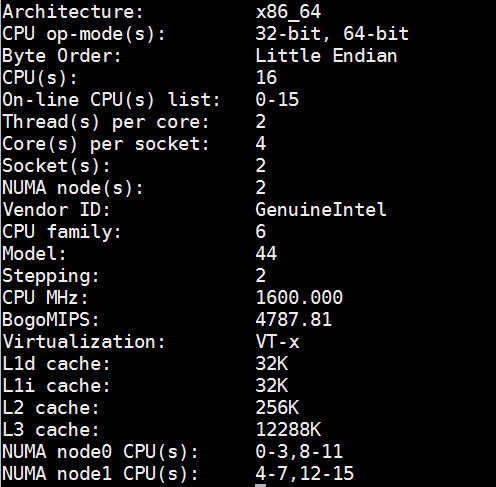 Architecture: x86_64
CPU op-mode(s): 32-bit, 64-bit
Byte Order: Little Endian
CPU(s): 16
On-line CPU(s) list: 0-15
Thread(s) per core: 2
Core(s) per socket: 4
Socket(s): 2
NUMA node(s): 2
Vendor ID: GenuineIntel
CPU family: 6
Model: 44
Stepping: 2
CPU MHz: 1600.000
BogoMIPS: 4787.81
Virtualization: VT-x
L1d cache: 32K
L1i cache: 32K
L2 cache: 256K
L3 cache: 12288K
NUMA node0 CPU(s): 0-3,8-11
NUMA node1 CPU(s): 4-7,12-15